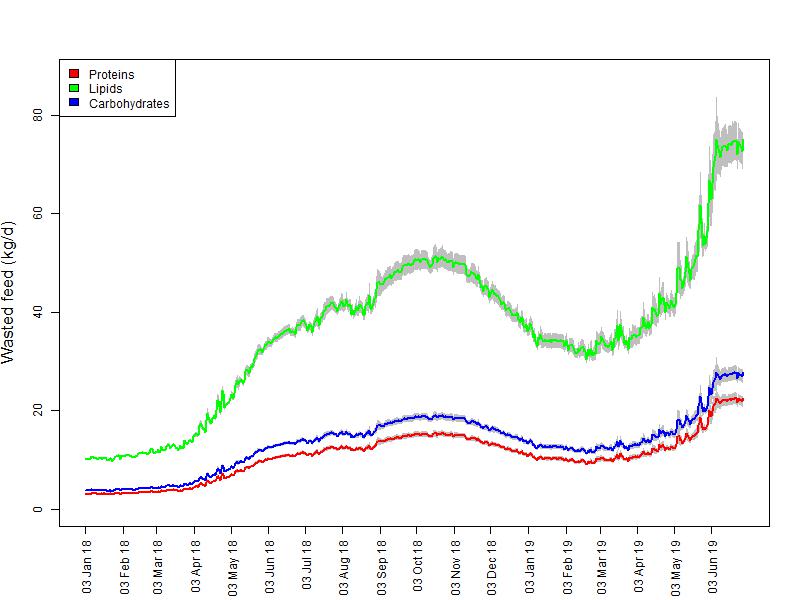 Proteins
Lipids
Carbohydrates
Wasted feed (kg/d)
80
60
40
20
0
03 Jan 18
03 Feb 18
03 Mar 18
03 Apr 18
03 May 18
03 Jun 18
03 Jul 18
03 Aug 18
03 Sep 18
03 Oct 18
03 Nov 18
03 Dec 18
03 Jan 19
03 Feb 19
03 Mar 19
03 Apr 19
03 May 19
03 Jun 19